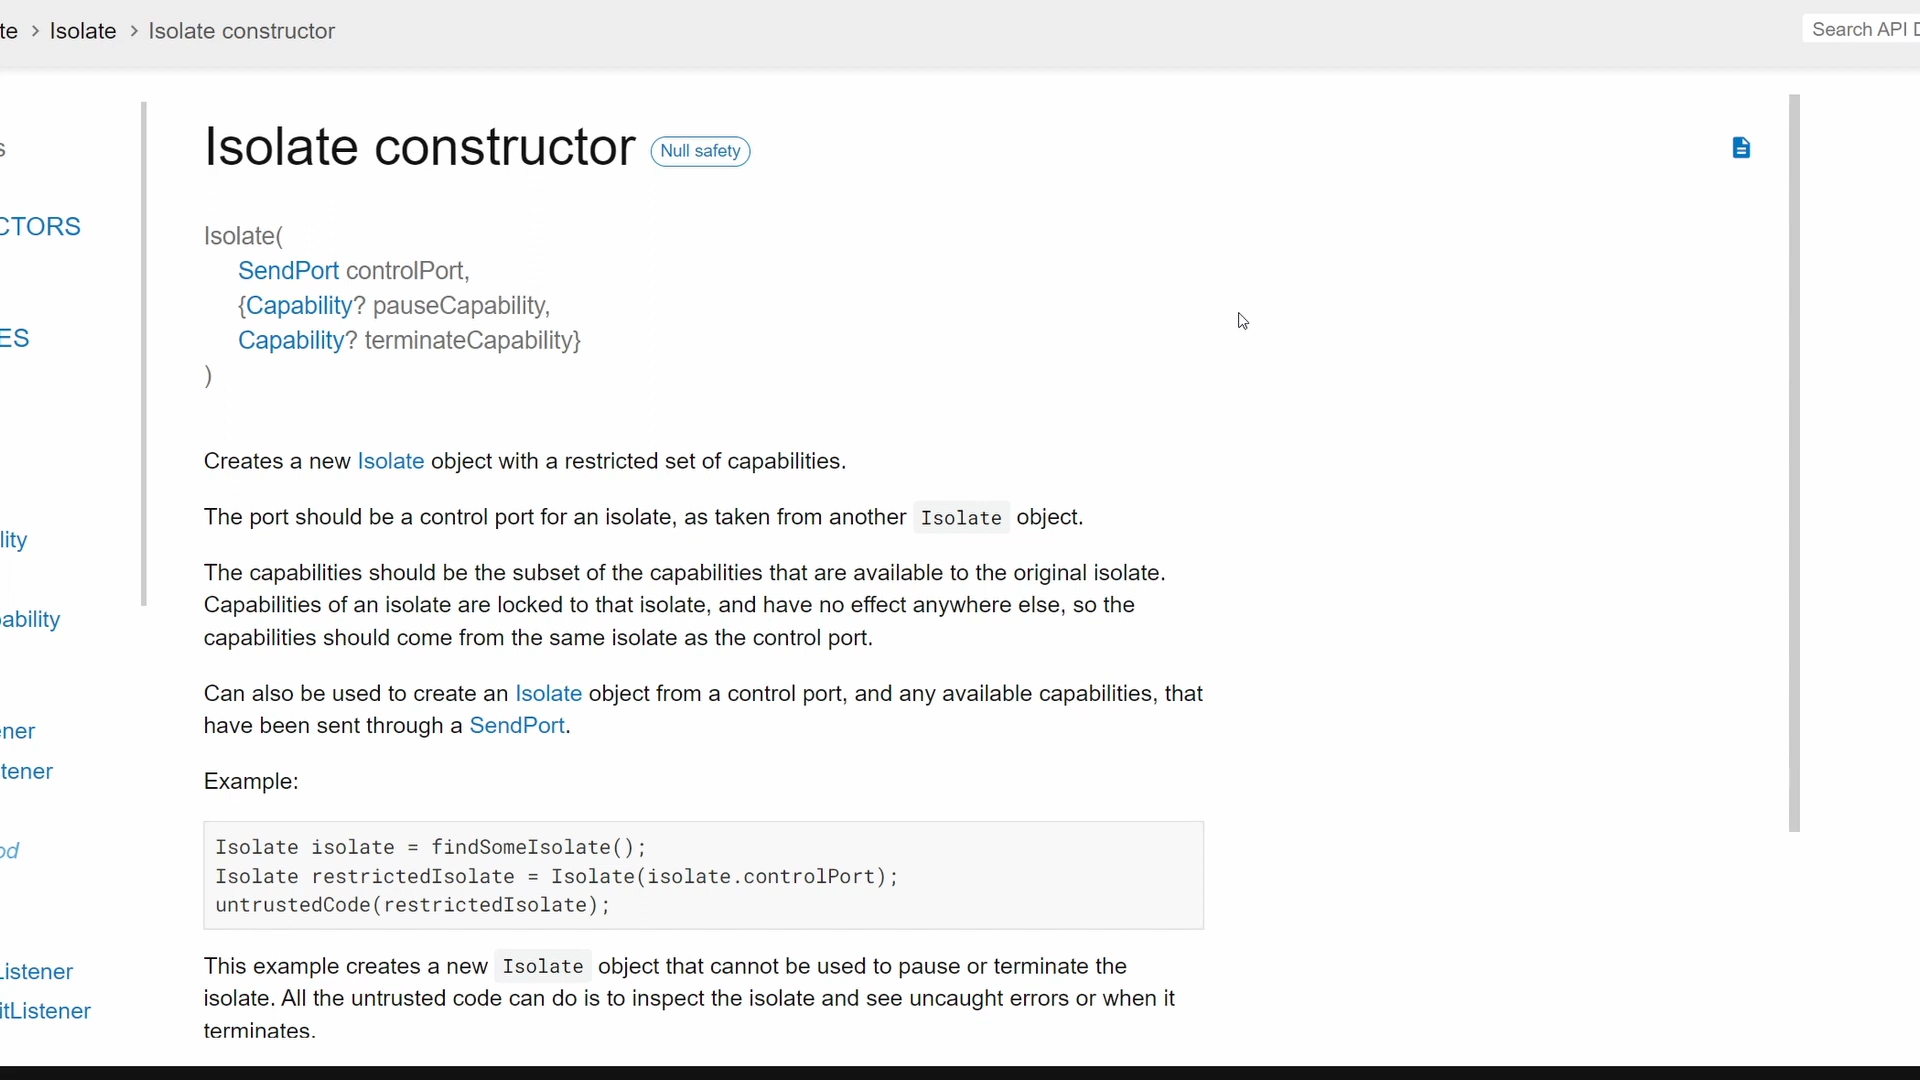 te > Isolate > Isolate constructor
Search API D
s
CTORS
ES
lity
ability
ener
tener
od
Listener
itListener
Isolate constructor Null safety
Isolate(
SendPort controlPort,
{Capability? pauseCapability,
Capability? terminateCapability}
)
Creates a new Isolate object with a restricted set of capabilities.
The port should be a control port for an isolate, as taken from another Isolate object.
The capabilities should be the subset of the capabilities that are available to the original isolate.
Capabilities of an isolate are locked to that isolate, and have no effect anywhere else, so the
capabilities should come from the same isolate as the control port.
Can also be used to create an Isolate object from a control port, and any available capabilities, that
have been sent through a SendPort.
Example:
Isolate isolate = findSomeIsolate();
Isolate restrictedIsolate = Isolate(isolate.controlPort);
untrustedCode(restrictedIsolate);
This example creates a new Isolate object that cannot be used to pause or terminate the
isolate. All the untrusted code can do is to inspect the isolate and see uncaught errors or when it
terminates.